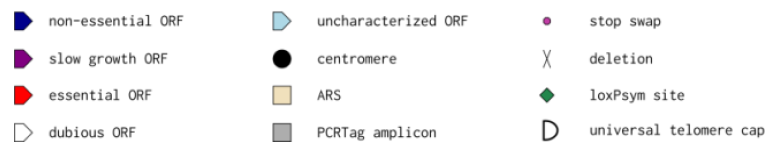 non-essential ORF
uncharacterized ORF
stop swap
slow growth ORF
centromere
deletion
essential ORF
ARS
loxPsym site
dubious ORF
PCRTag amplicon
universal telomere cap